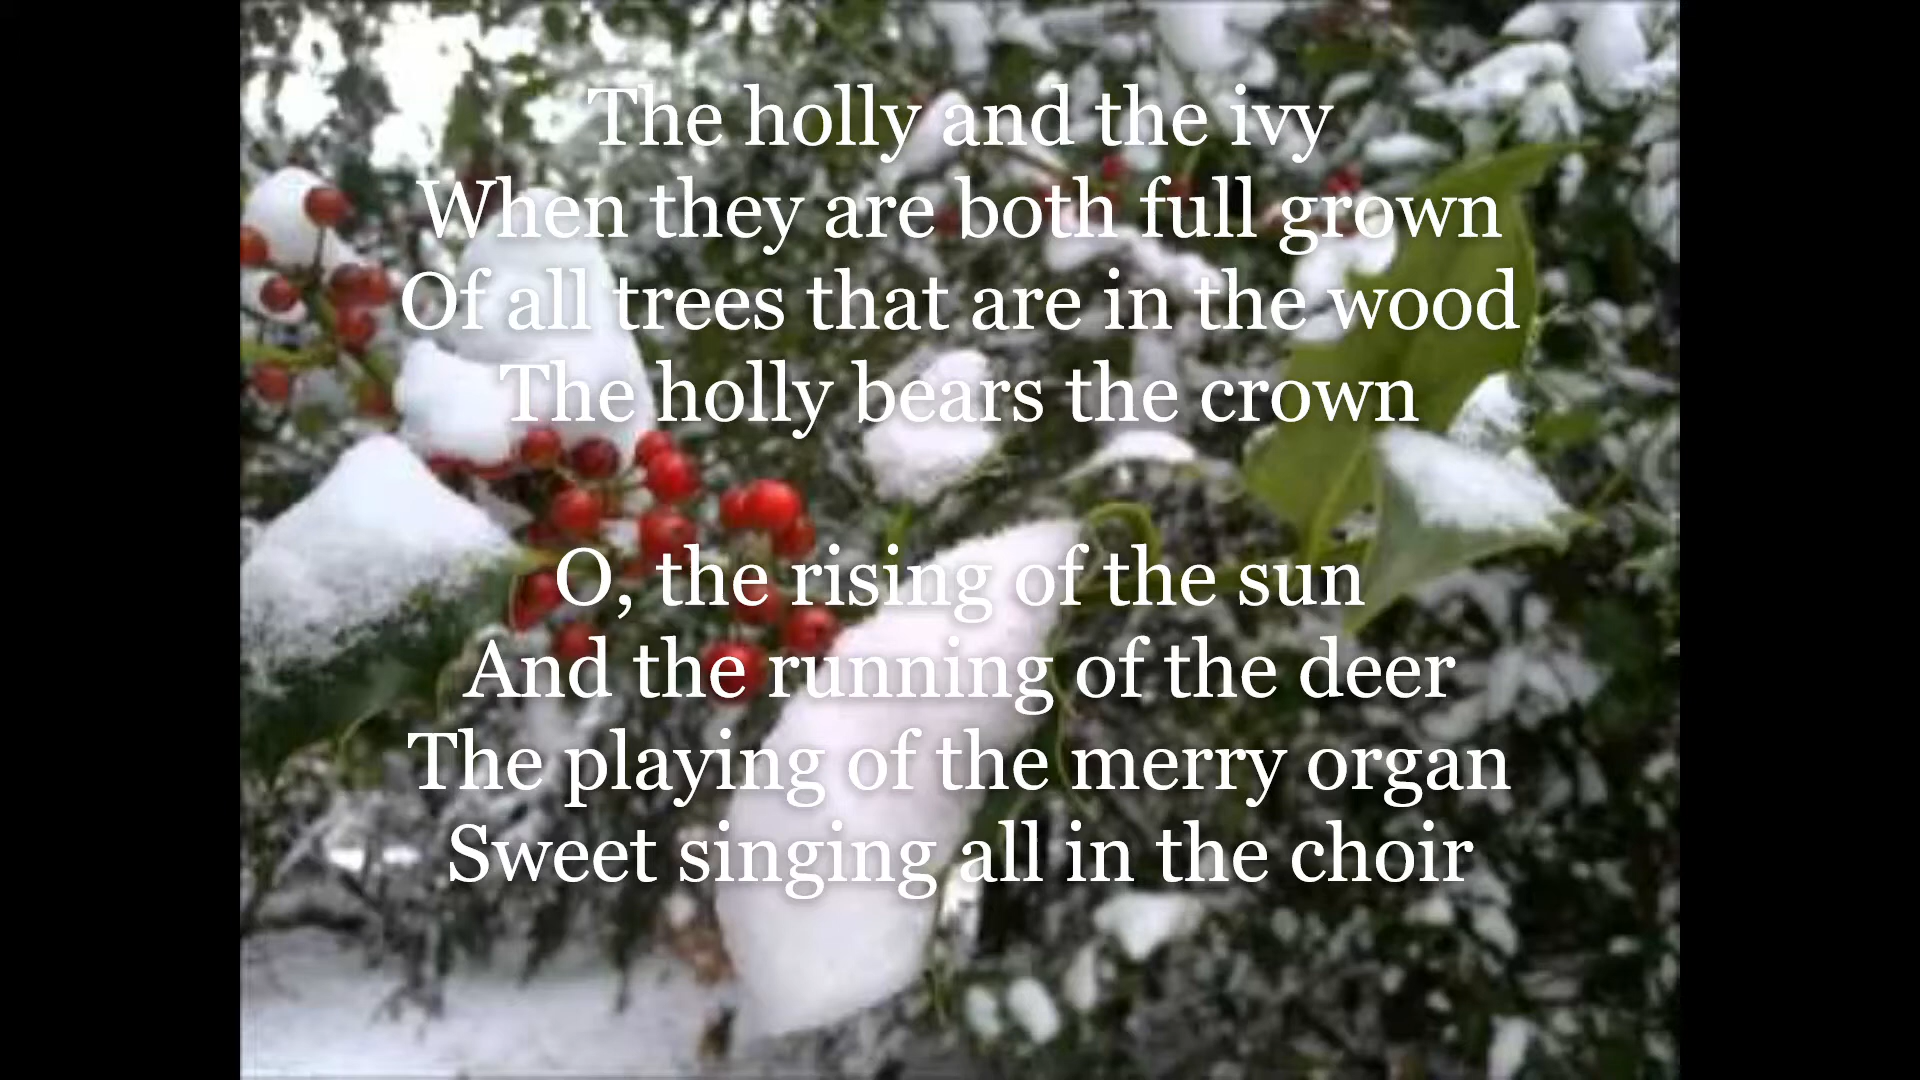 The holly and the ivy
When they are both full grown
Of all trees that are in the wood
The holly bears the crown
O, the rising of the sun
And the running of the deer
The playing of the merry organ
Sweet singing all in the choir